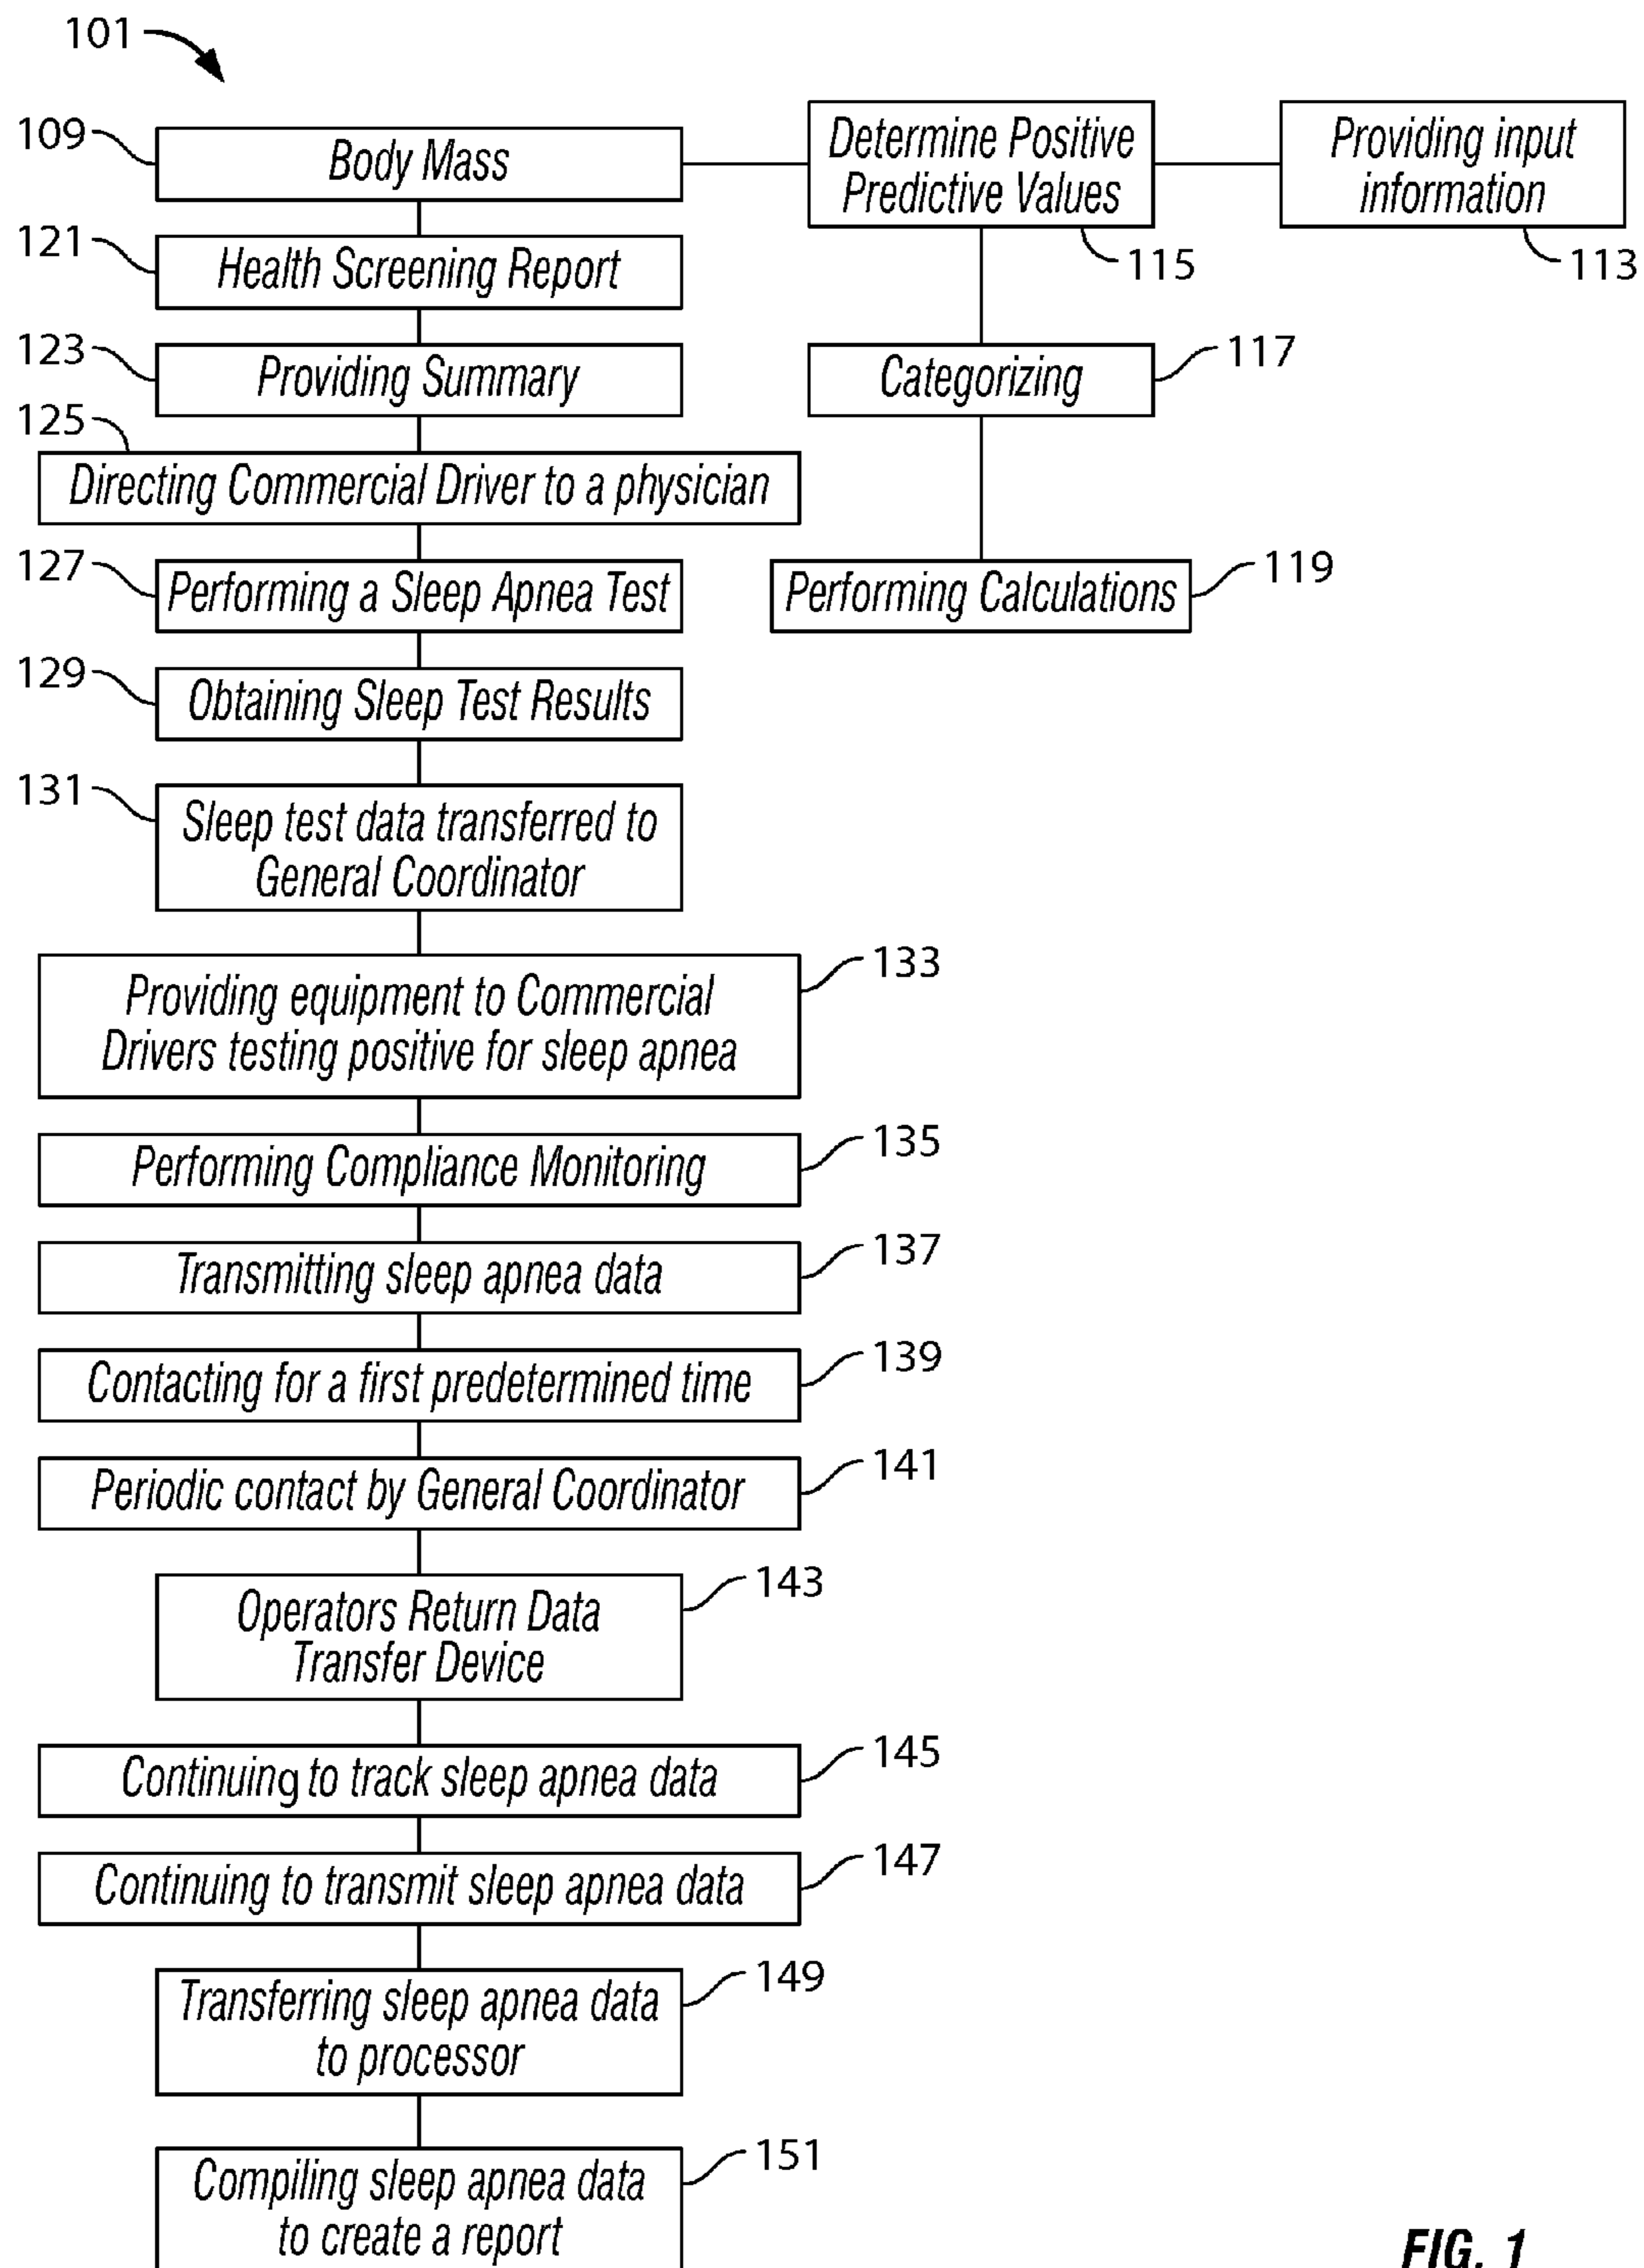 101
109
Body Mass
Determine Positive
Predictive Values
115
Providing input
information
113
121
Health Screening Report
123
Providing Summary
Categorizing
117
125
Directing Commercial Driver to a physician
127
Performing a Sleep Apnea Test
Performing Calculations
119
129
Obtaining Sleep Test Results
131
Sleep test data transferred to
General Coordinator
Providing equipment to Commercial
Drivers testing positive for sleep apnea
133
Performing Compliance Monitoring
135
Transmitting sleep apnea data
137
Contacting for a first predetermined time
139
Periodic contact by General Coordinator
141
Operators Return Data
Transfer Device
143
Continuing to track sleep apnea data
145
Continuing to transmit sleep apnea data
147
Transferring sleep apnea data
to processor
149
Compiling sleep apnea data
to create a report
151
FIG. 1